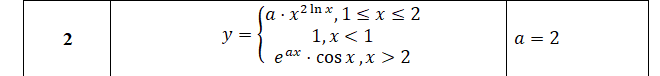 2
y = { a · x^{2 ln x}, 1 ≤ x ≤ 2
1, x < 1
e^{ax} · cos x , x > 2
a = 2